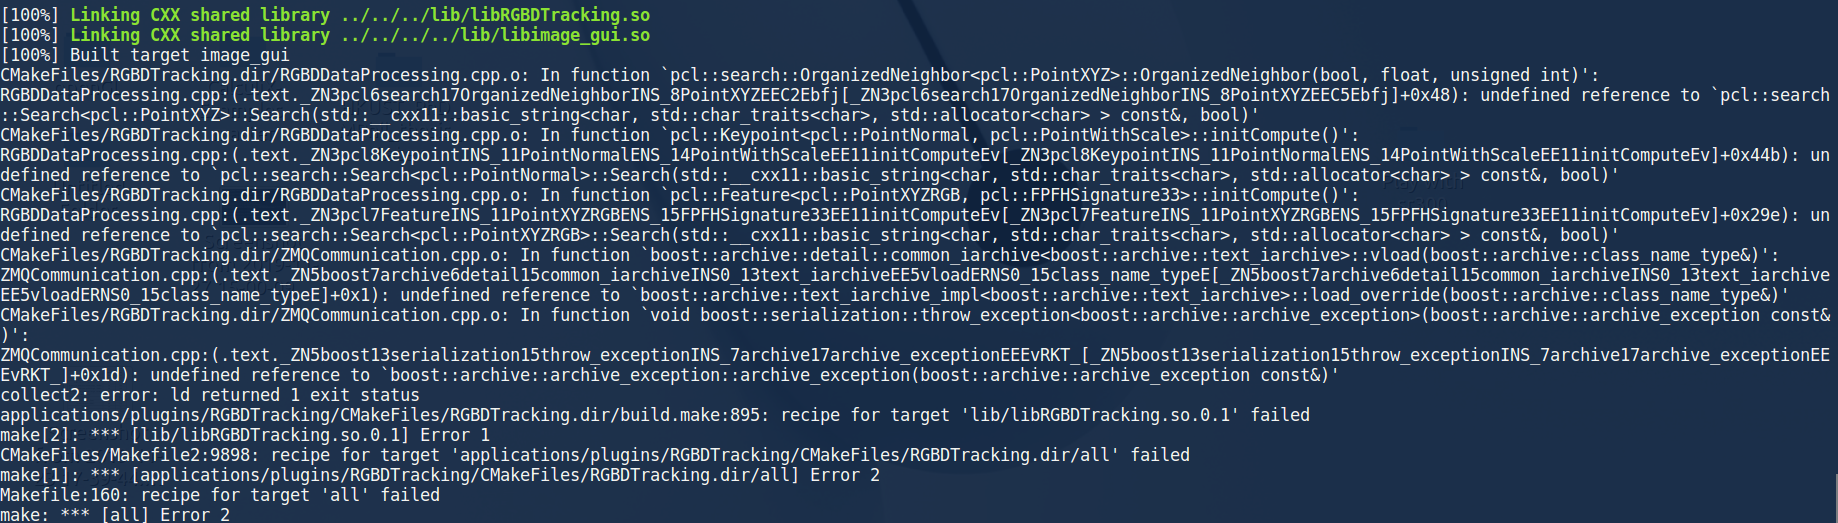 [100%] Linking CXX shared library ../../../lib/libRGBDTracking.so
[100%] Linking CXX shared library ../../../../lib/libimage_gui.so
[100%] Built target image_gui
CMakeFiles/RGBDTracking.dir/RGBDDataProcessing.cpp.o: In function `pcl::search::OrganizedNeighbor<pcl::PointXYZ>::OrganizedNeighbor(bool, float, unsigned int)':
RGBDDataProcessing.cpp:(.text._ZN3pcl6search17OrganizedNeighborINS_8PointXYZEEC2Ebfj[_ZN3pcl6search17OrganizedNeighborINS_8PointXYZEEC5Ebfj]+0x48): undefined reference to `pcl::search
::Search<pcl::PointXYZ>::Search(std::__cxx11::basic_string<char, std::char_traits<char>, std::allocator<char> > const&, bool)'
CMakeFiles/RGBDTracking.dir/RGBDDataProcessing.cpp.o: In function `pcl::Keypoint<pcl::PointNormal, pcl::PointWithScale>::initCompute()':
RGBDDataProcessing.cpp:(.text._ZN3pcl8KeypointINS_11PointNormalENS_14PointWithScaleEE11initComputeEv[_ZN3pcl8KeypointINS_11PointNormalENS_14PointWithScaleEE11initComputeEv]+0x44b): un
defined reference to `pcl::search::Search<pcl::PointNormal>::Search(std::__cxx11::basic_string<char, std::char_traits<char>, std::allocator<char> > const&, bool)'
CMakeFiles/RGBDTracking.dir/RGBDDataProcessing.cpp.o: In function `pcl::Feature<pcl::PointXYZRGB, pcl::FPFHSignature33>::initCompute()':
RGBDDataProcessing.cpp:(.text._ZN3pcl7FeatureINS_11PointXYZRGBENS_15FPFHSignature33EE11initComputeEv[_ZN3pcl7FeatureINS_11PointXYZRGBENS_15FPFHSignature33EE11initComputeEv]+0x29e): un
defined reference to `pcl::search::Search<pcl::PointXYZRGB>::Search(std::__cxx11::basic_string<char, std::char_traits<char>, std::allocator<char> > const&, bool)'
CMakeFiles/RGBDTracking.dir/ZMQCommunication.cpp.o: In function `boost::archive::detail::common_iarchive<boost::archive::text_iarchive>::vload(boost::archive::class_name_type&)':
ZMQCommunication.cpp:(.text._ZN5boost7archive6detail15common_iarchiveINS0_13text_iarchiveEE5vloadERNS0_15class_name_typeE[_ZN5boost7archive6detail15common_iarchiveINS0_13text_iarchive
EE5vloadERNS0_15class_name_typeE]+0x1): undefined reference to `boost::archive::text_iarchive_impl<boost::archive::text_iarchive>::load_override(boost::archive::class_name_type&)'
CMakeFiles/RGBDTracking.dir/ZMQCommunication.cpp.o: In function `void boost::serialization::throw_exception<boost::archive::archive_exception>(boost::archive::archive_exception const&
)':
ZMQCommunication.cpp:(.text._ZN5boost13serialization15throw_exceptionINS_7archive17archive_exceptionEEEvRKT_[_ZN5boost13serialization15throw_exceptionINS_7archive17archive_exceptionEE
EvRKT_]+0x1d): undefined reference to `boost::archive::archive_exception::archive_exception(boost::archive::archive_exception const&)'
collect2: error: ld returned 1 exit status
applications/plugins/RGBDTracking/CMakeFiles/RGBDTracking.dir/build.make:895: recipe for target 'lib/libRGBDTracking.so.0.1' failed
make[2]: *** [lib/libRGBDTracking.so.0.1] Error 1
CMakeFiles/Makefile2:9898: recipe for target 'applications/plugins/RGBDTracking/CMakeFiles/RGBDTracking.dir/all' failed
make[1]: *** [applications/plugins/RGBDTracking/CMakeFiles/RGBDTracking.dir/all] Error 2
Makefile:160: recipe for target 'all' failed
make: *** [all] Error 2